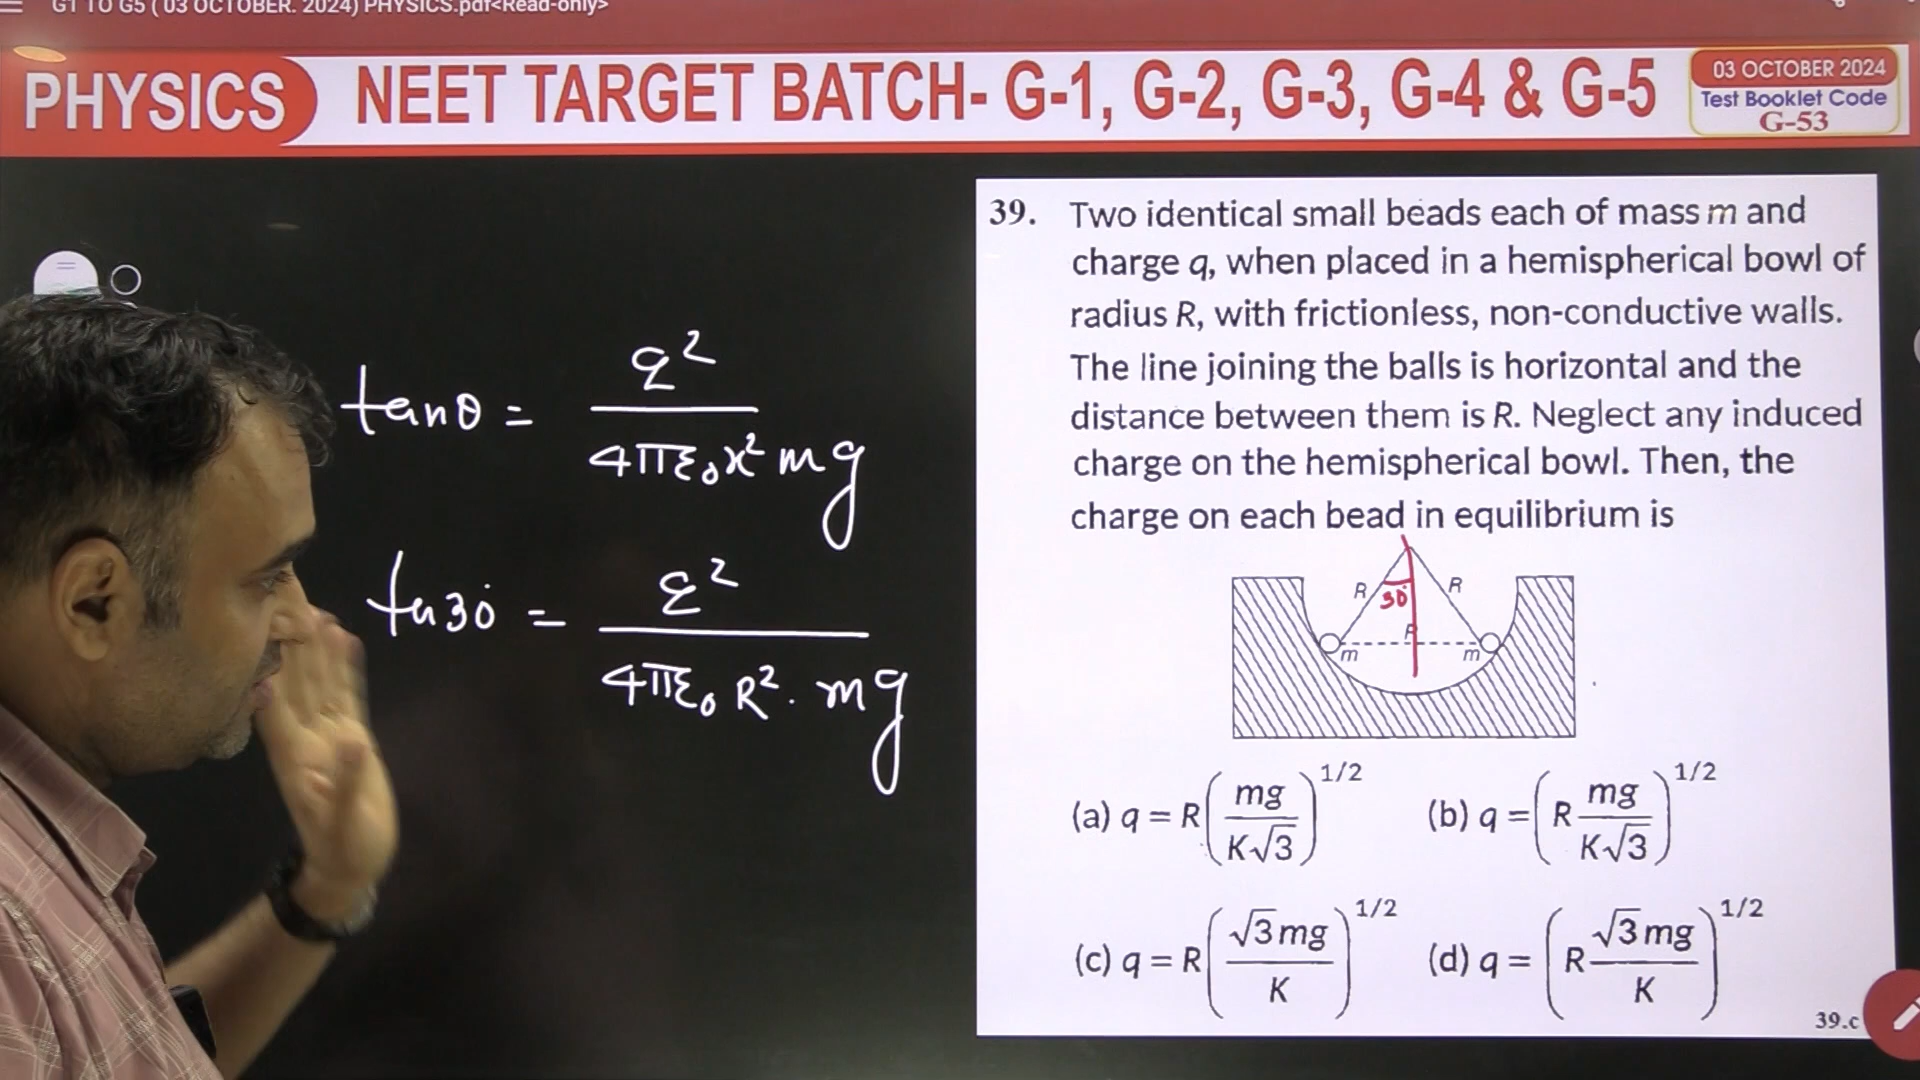 G1 TO G5 ( 03 OCTOBER. 2024) PHYSICS.pdf<Read-only>
PHYSICS
NEET TARGET BATCH- G-1, G-2, G-3, G-4 & G-5
03 OCTOBER 2024
Test Booklet Code
G-53
tanθ = q² / 4πε₀x² mg
tan30° = q² / 4πε₀ R² . mg
39. Two identical small beads each of mass m and
charge q, when placed in a hemispherical bowl of
radius R, with frictionless, non-conductive walls.
The line joining the balls is horizontal and the
distance between them is R. Neglect any induced
charge on the hemispherical bowl. Then, the
charge on each bead in equilibrium is
R R
30°
R
m m
(a) q = R(mg / K√3)^1/2
(b) q = (R mg / K√3)^1/2
(c) q = R(√3mg / K)^1/2
(d) q = (R √3mg / K)^1/2
39.c